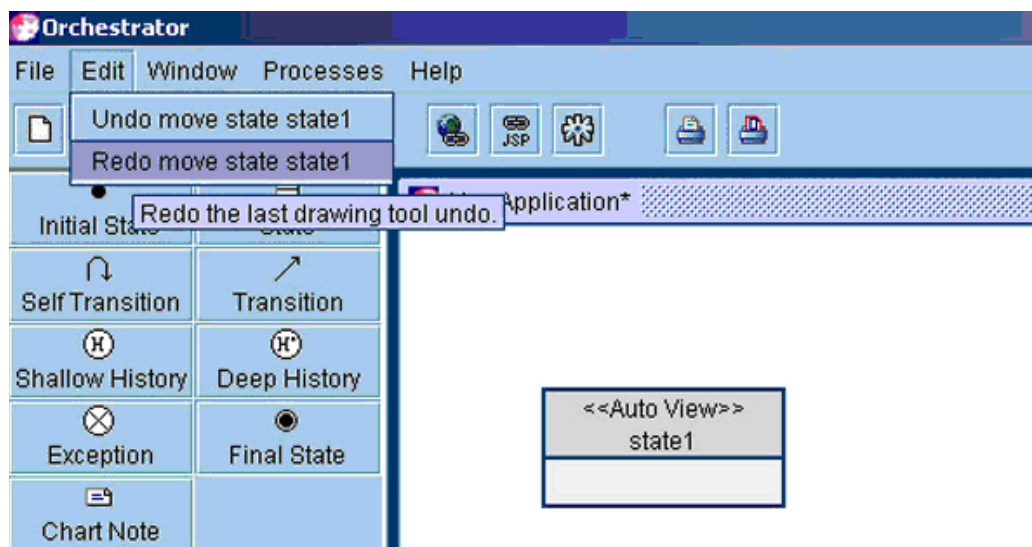 Orchestrator
File Edit Window Processes Help
Undo move state state1
JSP
Redo move state state1
Redo the last drawing tool undo.
Application*
Initial State
State
Self Transition
Transition
Shallow History
Deep History
Exception
Final State
Chart Note
<<Auto View>>
state1